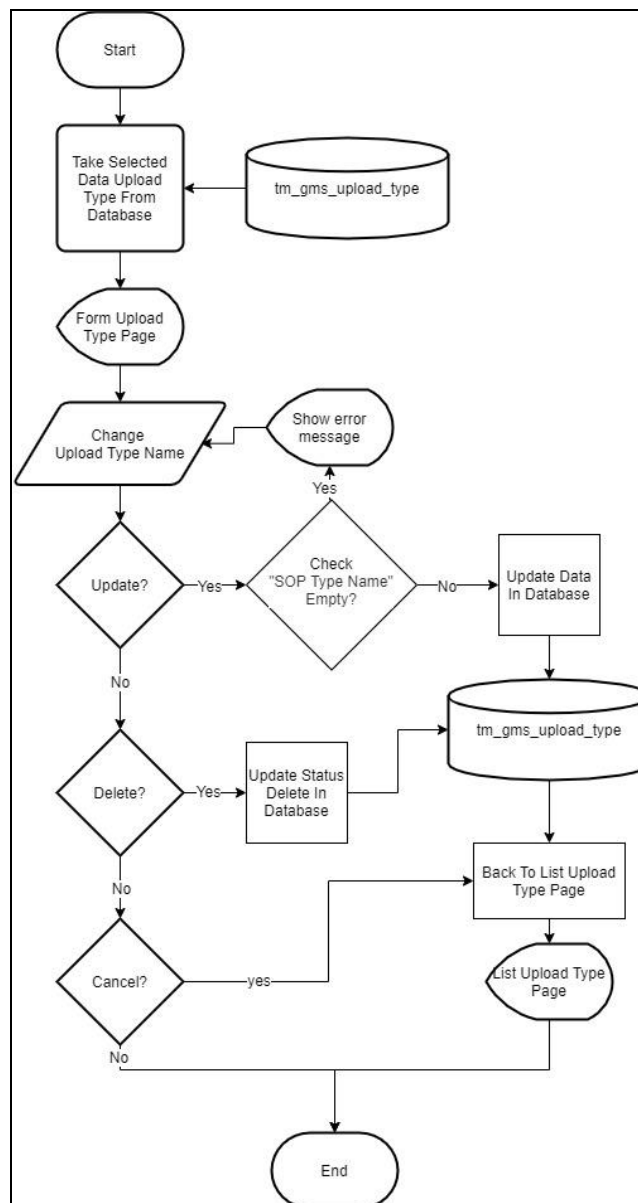 Start
Take Selected
Data Upload
Type From
Database
tm_gms_upload_type
Form Upload
Type Page
Change
Upload Type Name
Show error
message
Yes
Update?
Yes
Check
"SOP Type Name"
Empty?
No
Update Data
In Database
No
tm_gms_upload_type
Delete?
Yes
Update Status
Delete In
Database
No
Back To List Upload
Type Page
Cancel?
yes
List Upload Type
Page
No
End